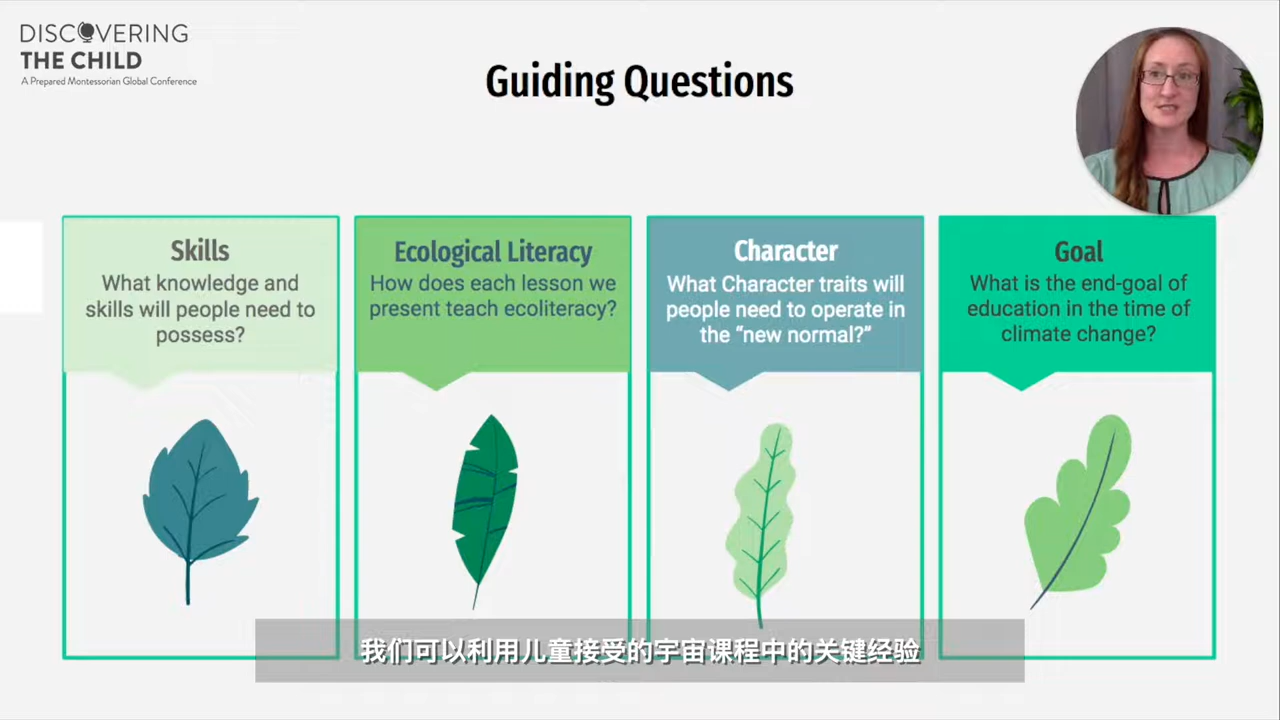 DISCOVERING
THE CHILD
A Prepared Montessorian Global Conference
Guiding Questions
Skills
What knowledge and
skills will people need to
possess?
Ecological Literacy
How does each lesson we
present teach ecoliteracy?
Character
What Character traits will
people need to operate in
the “new normal?”
Goal
What is the end-goal of
education in the time of
climate change?
我们可以利用儿童接受的宇宙课程中的关键经验